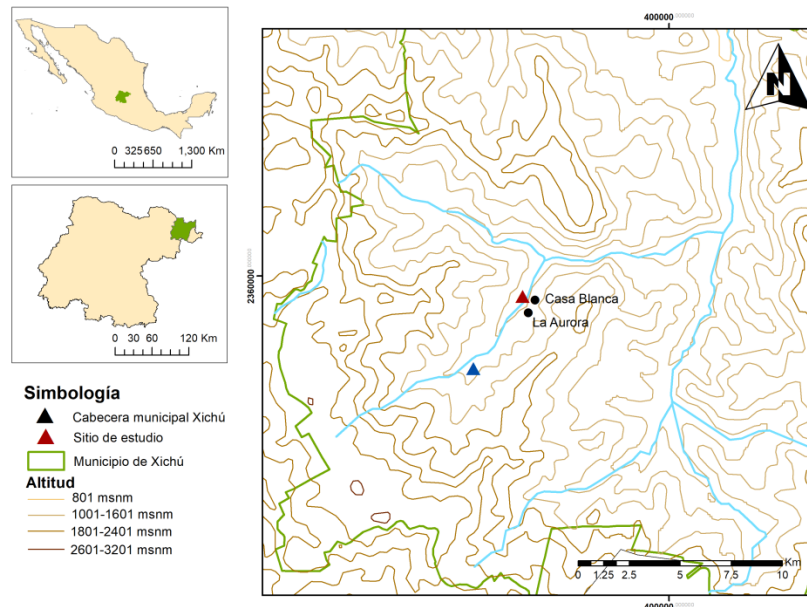 0 325650 1,300 Km
0 30 60 120 Km
Simbología
Cabecera municipal Xichú
Sitio de estudio
Municipio de Xichú
Altitud
801 msnm
1001-1601 msnm
1801-2401 msnm
2601-3201 msnm
400000
N
2360000
Casa Blanca
La Aurora
Km
0 1.25 2.5 5 7.5 10
400000